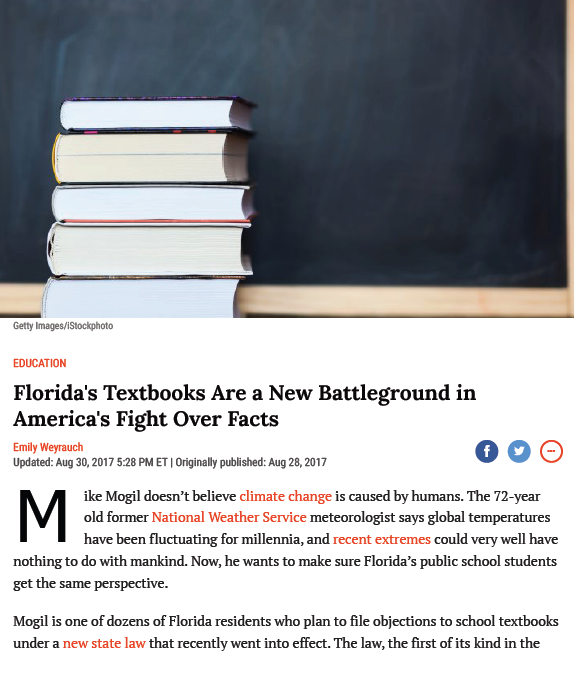 Getty Images/iStockphoto
EDUCATION
Florida's Textbooks Are a New Battleground in
America's Fight Over Facts
Emily Weyrauch
Updated: Aug 30, 2017 5:28 PM ET | Originally published: Aug 28, 2017
Mike Mogil doesn’t believe climate change is caused by humans. The 72-year
old former National Weather Service meteorologist says global temperatures
have been fluctuating for millennia, and recent extremes could very well have
nothing to do with mankind. Now, he wants to make sure Florida’s public school students
get the same perspective.
Mogil is one of dozens of Florida residents who plan to file objections to school textbooks
under a new state law that recently went into effect. The law, the first of its kind in the